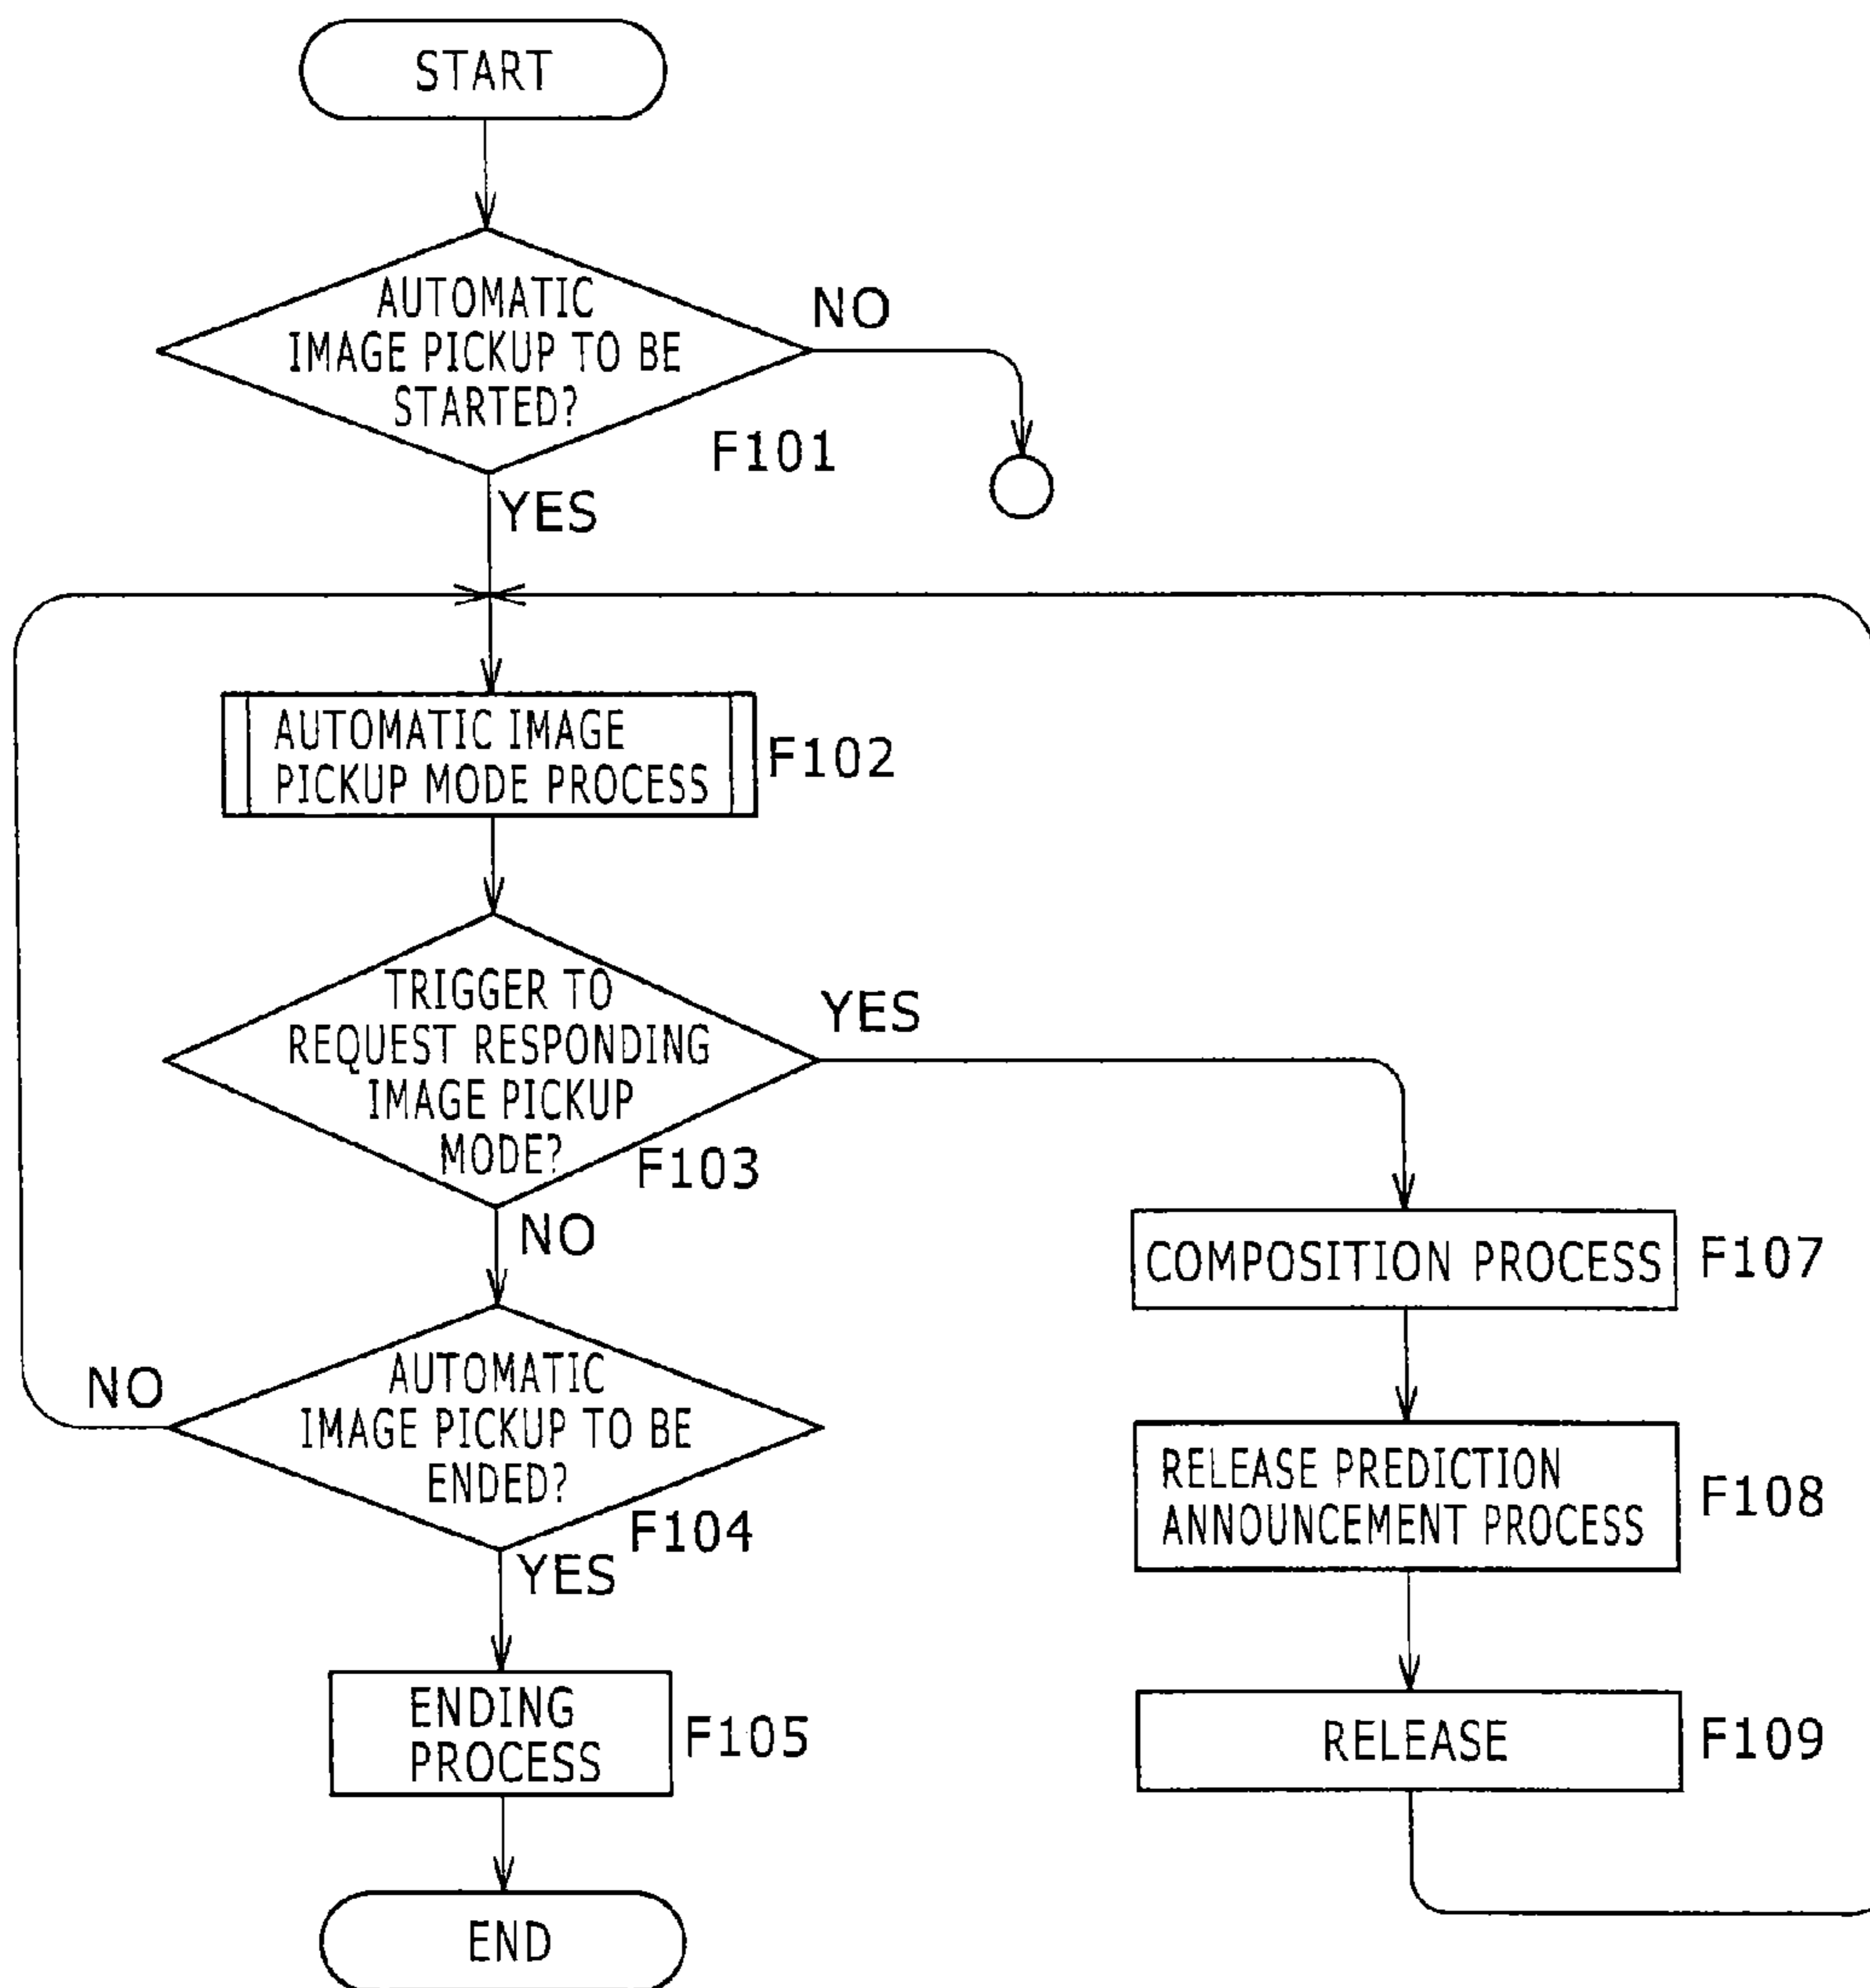 START
AUTOMATIC
IMAGE PICKUP TO BE
STARTED?
NO
F101
YES
AUTOMATIC IMAGE
PICKUP MODE PROCESS
F102
TRIGGER TO
REQUEST RESPONDING
IMAGE PICKUP
MODE?
YES
F103
NO
AUTOMATIC
IMAGE PICKUP TO BE
ENDED?
NO
F104
YES
ENDING
PROCESS
F105
END
COMPOSITION PROCESS
F107
RELEASE PREDICTION
ANNOUNCEMENT PROCESS
F108
RELEASE
F109